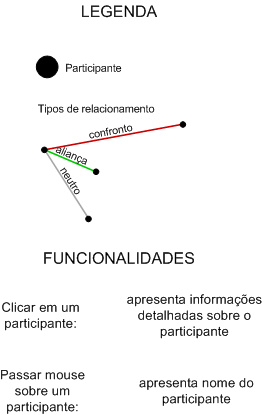 LEGENDA
Participante
Tipos de relacionamento
confronto
aliança
neutro
FUNCIONALIDADES
Clicar em um
participante:
apresenta informações
detalhadas sobre o
participante
Passar mouse
sobre um
participante:
apresenta nome do
participante